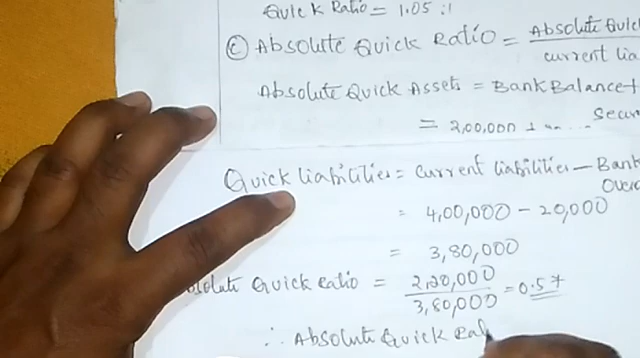 Quick Ratio = 1.05:1
(c) Absolute Quick Ratio = Absolute Quic
current lia
Absolute Quick Assets = Bank Balance +
Secur
= 2,00,000 +
Quick liabilities = current liabilities - Bank
Over
= 4,00,000 - 20,000
= 3,80,000
solute Quick Ratio = 2,20,000 / 3,80,000 = 0.57
∴ Absolute Quick Ra